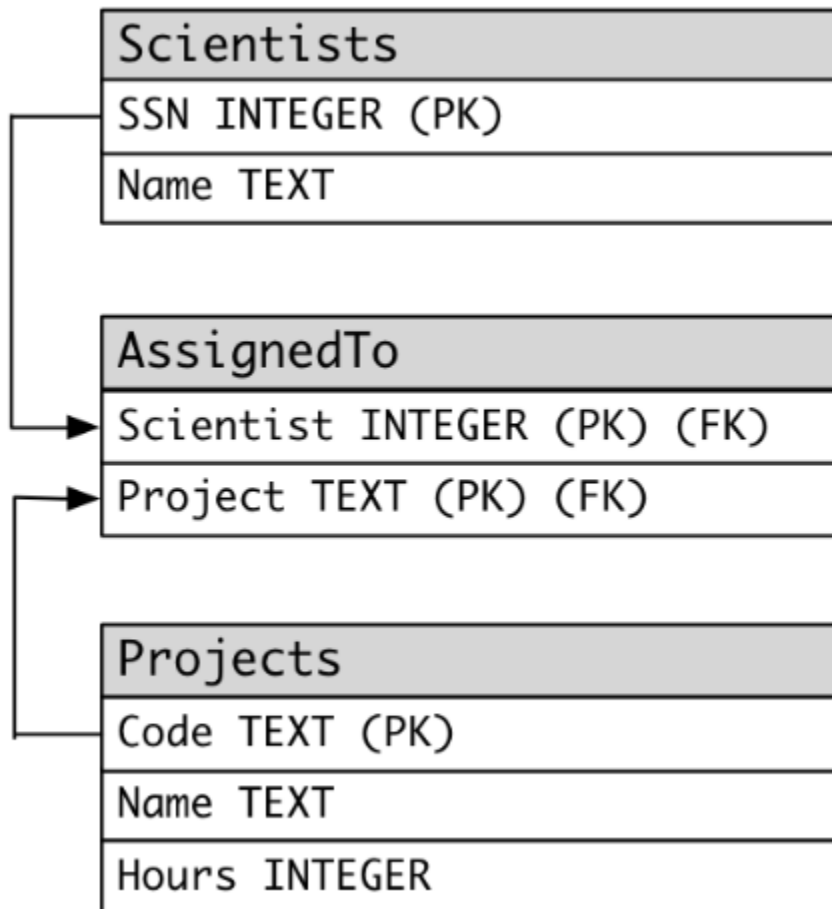 Scientists
SSN INTEGER (PK)
Name TEXT
AssignedTo
Scientist INTEGER (PK) (FK)
Project TEXT (PK) (FK)
Projects
Code TEXT (PK)
Name TEXT
Hours INTEGER